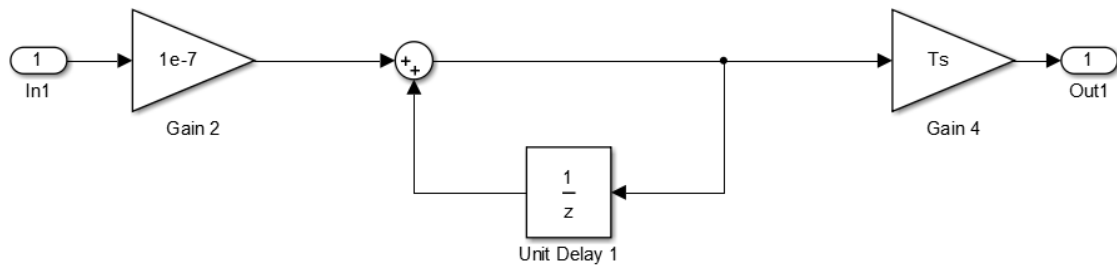 1
In1
1e-7
Gain 2
+
+
1
z
Unit Delay 1
Ts
Gain 4
1
Out1